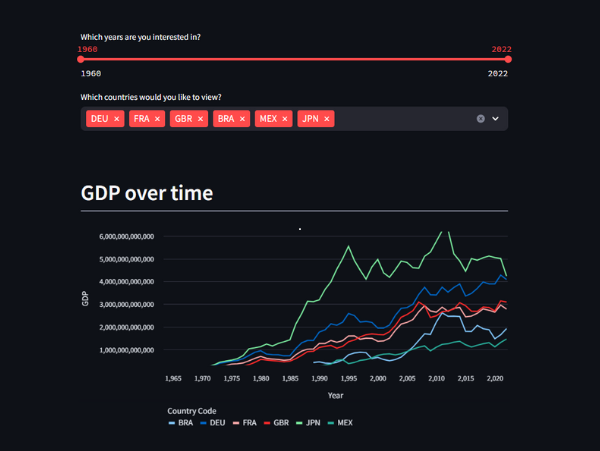 Which years are you interested in?
1960 2022
1960 2022
Which countries would you like to view?
DEU × FRA × GBR × BRA × MEX × JPN ×
GDP over time
6,000,000,000,000
5,000,000,000,000
4,000,000,000,000
3,000,000,000,000
2,000,000,000,000
1,000,000,000,000
GDP
1,965 1,970 1,975 1,980 1,985 1,990 1,995 2,000 2,005 2,010 2,015 2,020
Year
Country Code
BRA DEU FRA GBR JPN MEX